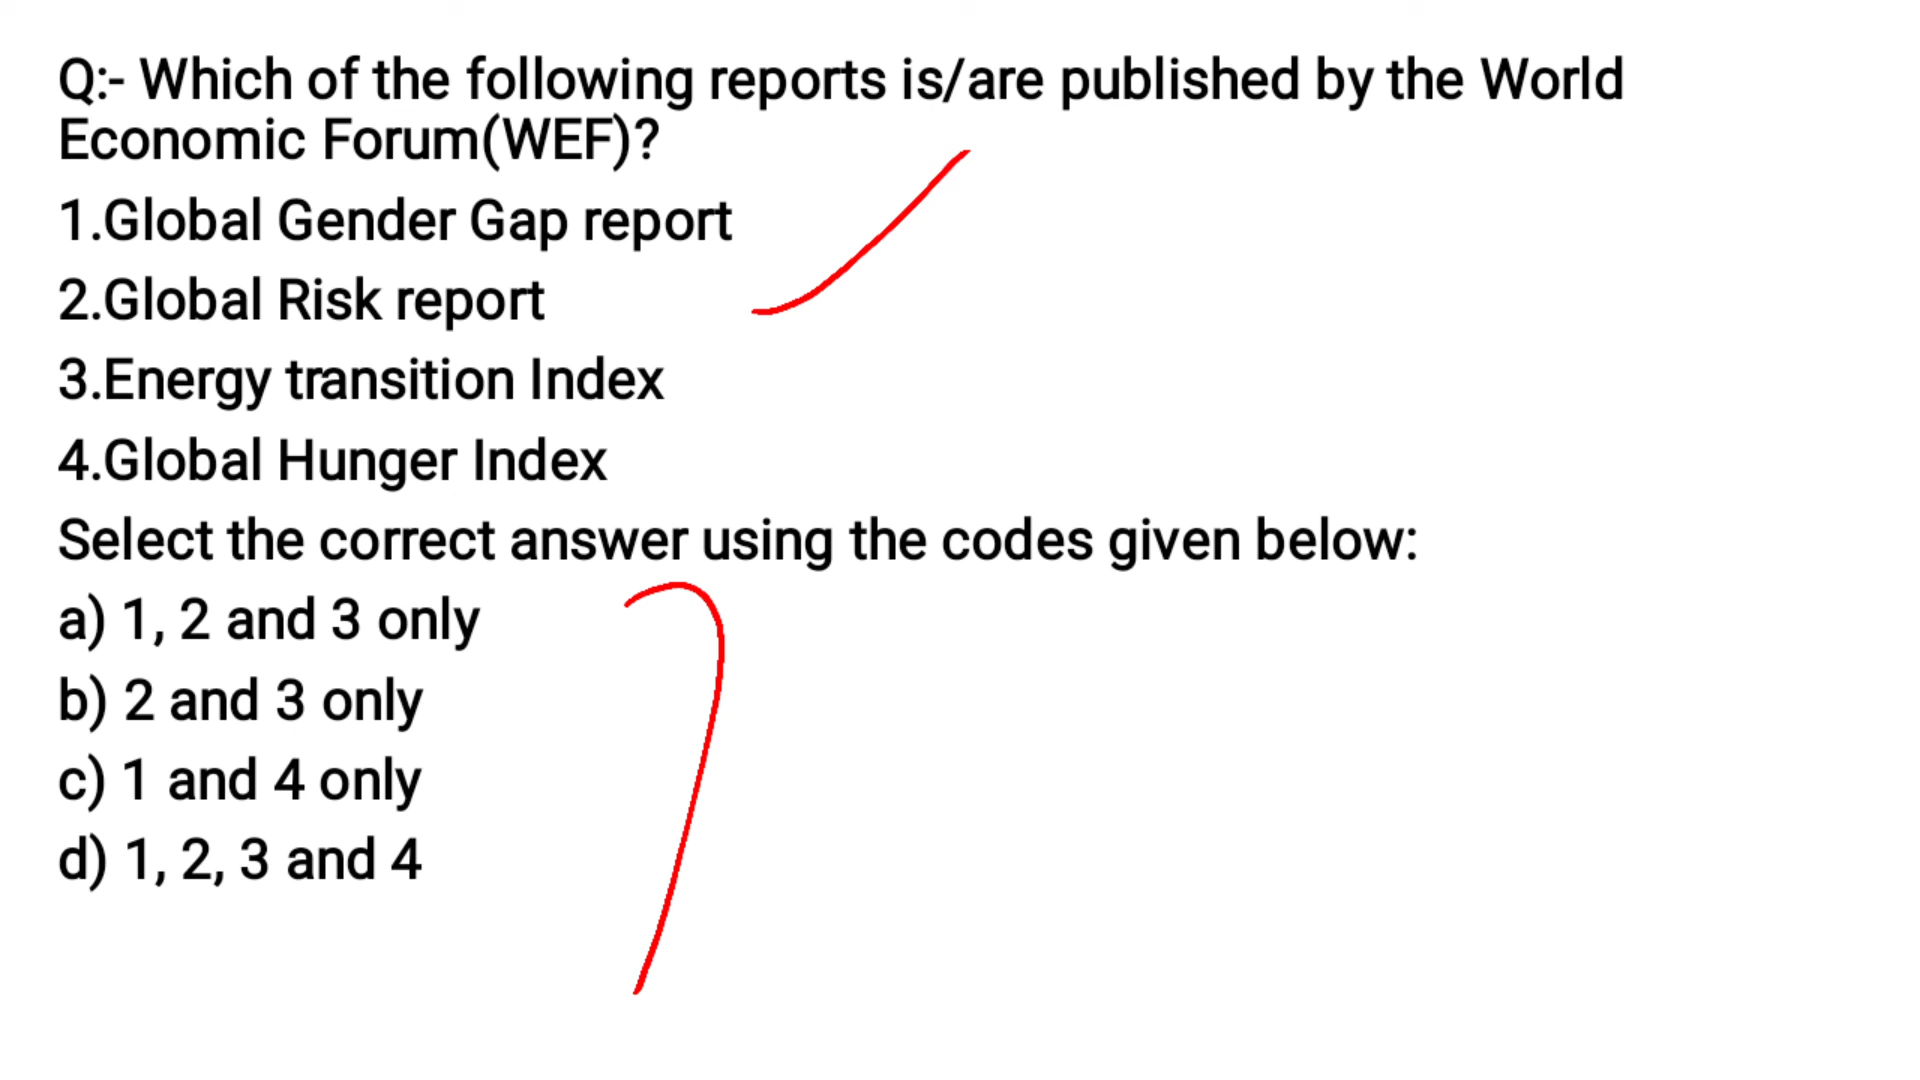 Q:- Which of the following reports is/are published by the World
Economic Forum(WEF)?
1.Global Gender Gap report
2.Global Risk report
3.Energy transition Index
4.Global Hunger Index
Select the correct answer using the codes given below:
a) 1, 2 and 3 only
b) 2 and 3 only
c) 1 and 4 only
d) 1, 2, 3 and 4